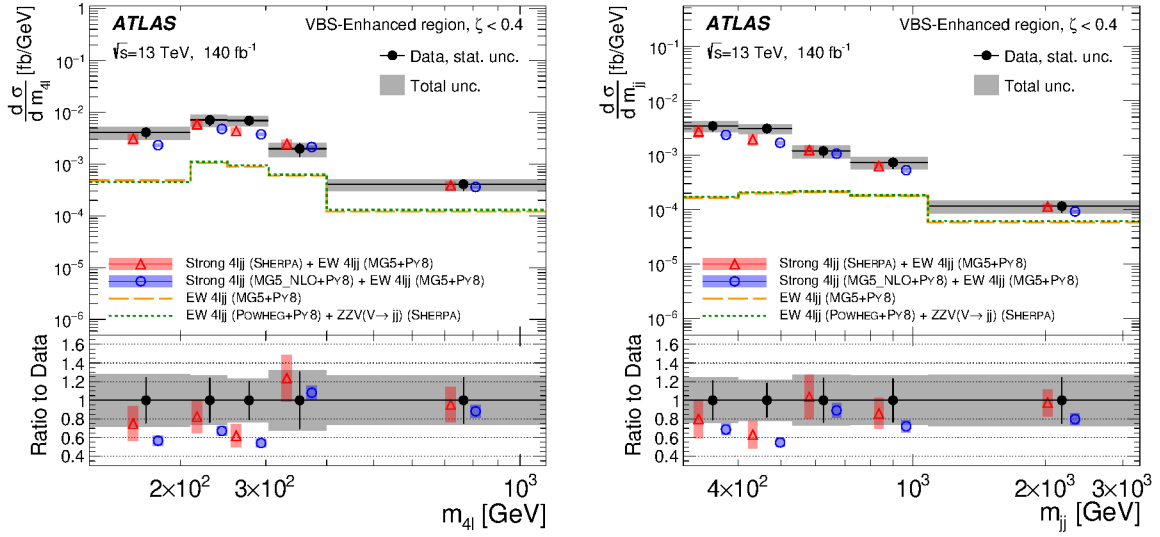 ATLAS VBS-Enhanced region, ζ < 0.4
√s=13 TeV, 140 fb⁻¹
Data, stat. unc.
Total unc.
d σ / d m4l [fb/GeV]
1
10⁻¹
10⁻²
10⁻³
10⁻⁴
10⁻⁵
10⁻⁶
Strong 4ljj (SHERPA) + EW 4ljj (MG5+PY8)
Strong 4ljj (MG5_NLO+PY8) + EW 4ljj (MG5+PY8)
EW 4ljj (MG5+PY8)
EW 4ljj (POWHEG+PY8) + ZZV(V→ jj) (SHERPA)
Ratio to Data
1.6
1.4
1.2
1
0.8
0.6
0.4
2×10² 3×10² 10³
m4l [GeV]
ATLAS VBS-Enhanced region, ζ < 0.4
√s=13 TeV, 140 fb⁻¹
Data, stat. unc.
Total unc.
d σ / d mjj [fb/GeV]
1
10⁻¹
10⁻²
10⁻³
10⁻⁴
10⁻⁵
10⁻⁶
Strong 4ljj (SHERPA) + EW 4ljj (MG5+PY8)
Strong 4ljj (MG5_NLO+PY8) + EW 4ljj (MG5+PY8)
EW 4ljj (MG5+PY8)
EW 4ljj (POWHEG+PY8) + ZZV(V→ jj) (SHERPA)
Ratio to Data
1.6
1.4
1.2
1
0.8
0.6
0.4
4×10² 10³ 2×10³ 3×10³
mjj [GeV]